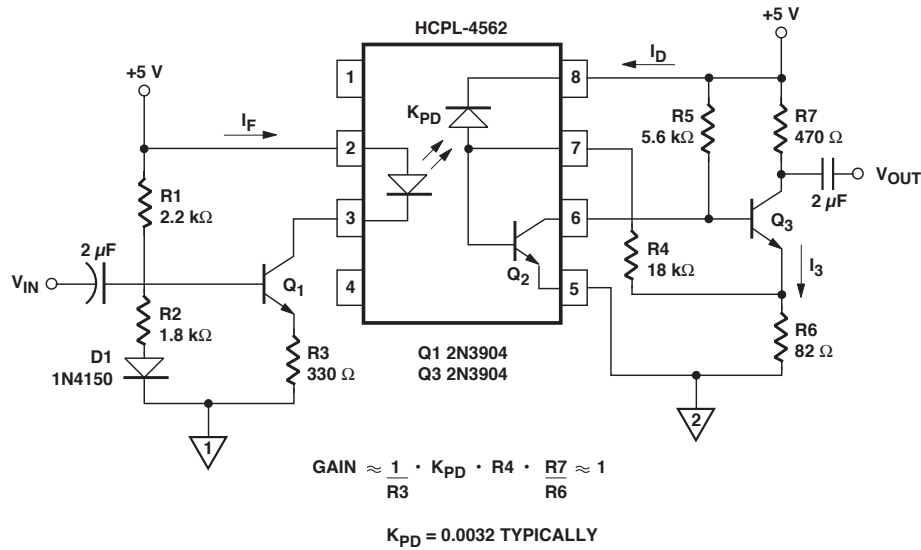 HCPL-4562
+5 V
+5 V
1
8
I_D
K_PD
R5
5.6 kΩ
R7
470 Ω
I_F
2
7
V_OUT
2 µF
R1
2.2 kΩ
3
6
Q_3
2 µF
V_IN
Q_1
4
Q_2
5
R4
18 kΩ
I_3
R2
1.8 kΩ
D1
1N4150
R3
330 Ω
Q1 2N3904
Q3 2N3904
R6
82 Ω
1
2
GAIN ≈ 1/R3 · K_PD · R4 · R7/R6 ≈ 1
K_PD = 0.0032 TYPICALLY